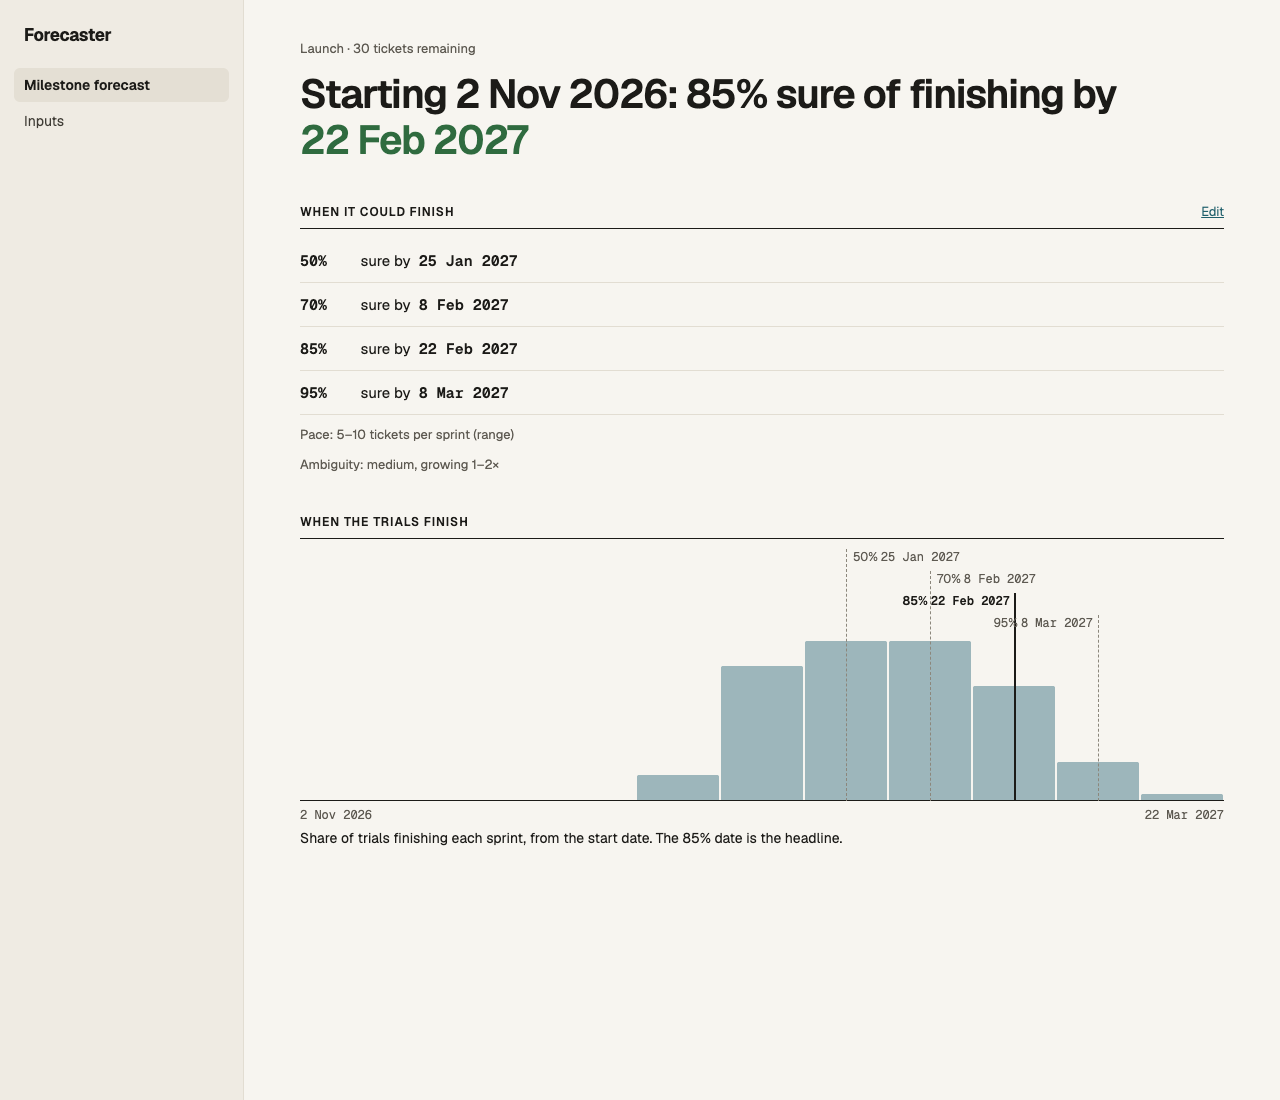 Forecaster
Milestone forecast
Inputs
Launch · 30 tickets remaining
Starting 2 Nov 2026: 85% sure of finishing by
22 Feb 2027
WHEN IT COULD FINISH
Edit
50% sure by 25 Jan 2027
70% sure by 8 Feb 2027
85% sure by 22 Feb 2027
95% sure by 8 Mar 2027
Pace: 5–10 tickets per sprint (range)
Ambiguity: medium, growing 1–2×
WHEN THE TRIALS FINISH
50% 25 Jan 2027
70% 8 Feb 2027
85% 22 Feb 2027
95% 8 Mar 2027
2 Nov 2026
22 Mar 2027
Share of trials finishing each sprint, from the start date. The 85% date is the headline.